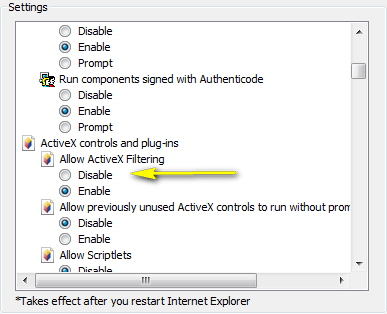 Settings
Disable
Enable
Prompt
Run components signed with Authenticode
Disable
Enable
Prompt
ActiveX controls and plug-ins
Allow ActiveX Filtering
Disable
Enable
Allow previously unused ActiveX controls to run without prom
Disable
Enable
Allow Scriptlets
Disable
*Takes effect after you restart Internet Explorer